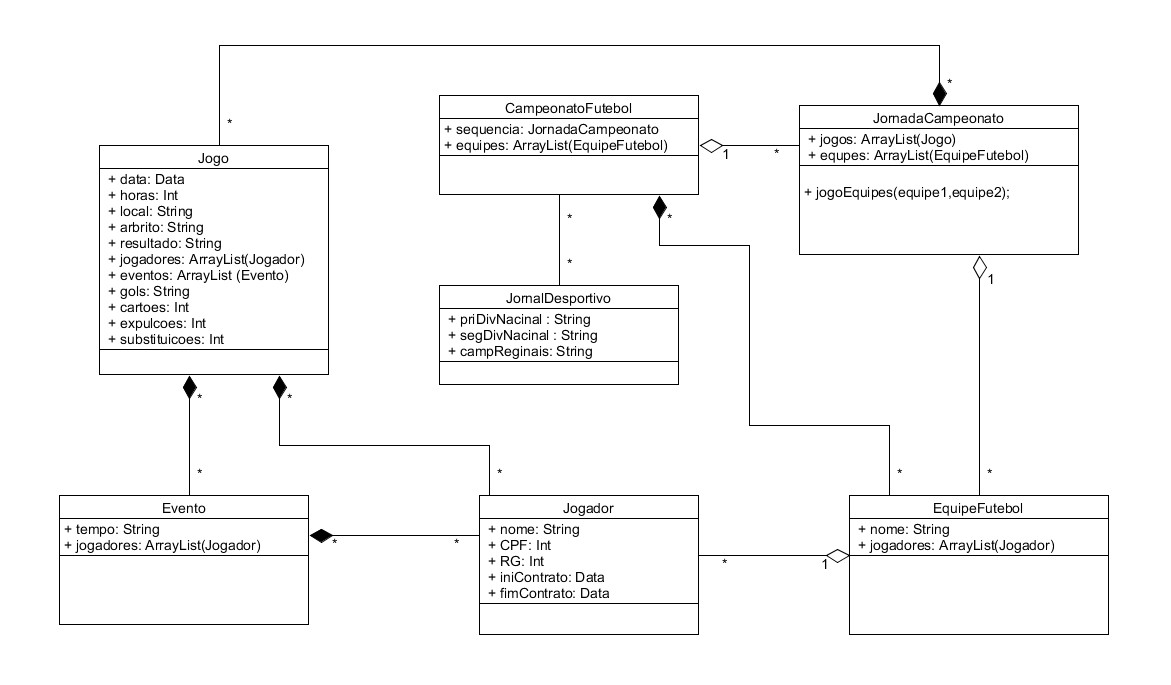 *
*
CampeonatoFutebol
+ sequencia: JornadaCampeonato
+ equipes: ArrayList(EquipeFutebol)
1
*
JornadaCampeonato
+ jogos: ArrayList(Jogo)
+ equpes: ArrayList(EquipeFutebol)
+ jogoEquipes(equipe1,equipe2);
Jogo
+ data: Data
+ horas: Int
+ local: String
+ arbrito: String
+ resultado: String
+ jogadores: ArrayList(Jogador)
+ eventos: ArrayList (Evento)
+ gols: String
+ cartoes: Int
+ expulcoes: Int
+ substituicoes: Int
*
*
*
1
JornalDesportivo
+ priDivNacinal : String
+ segDivNacinal : String
+ campReginais: String
*
*
*
*
*
*
Evento
+ tempo: String
+ jogadores: ArrayList(Jogador)
*
*
Jogador
+ nome: String
+ CPF: Int
+ RG: Int
+ iniContrato: Data
+ fimContrato: Data
*
1
EquipeFutebol
+ nome: String
+ jogadores: ArrayList(Jogador)